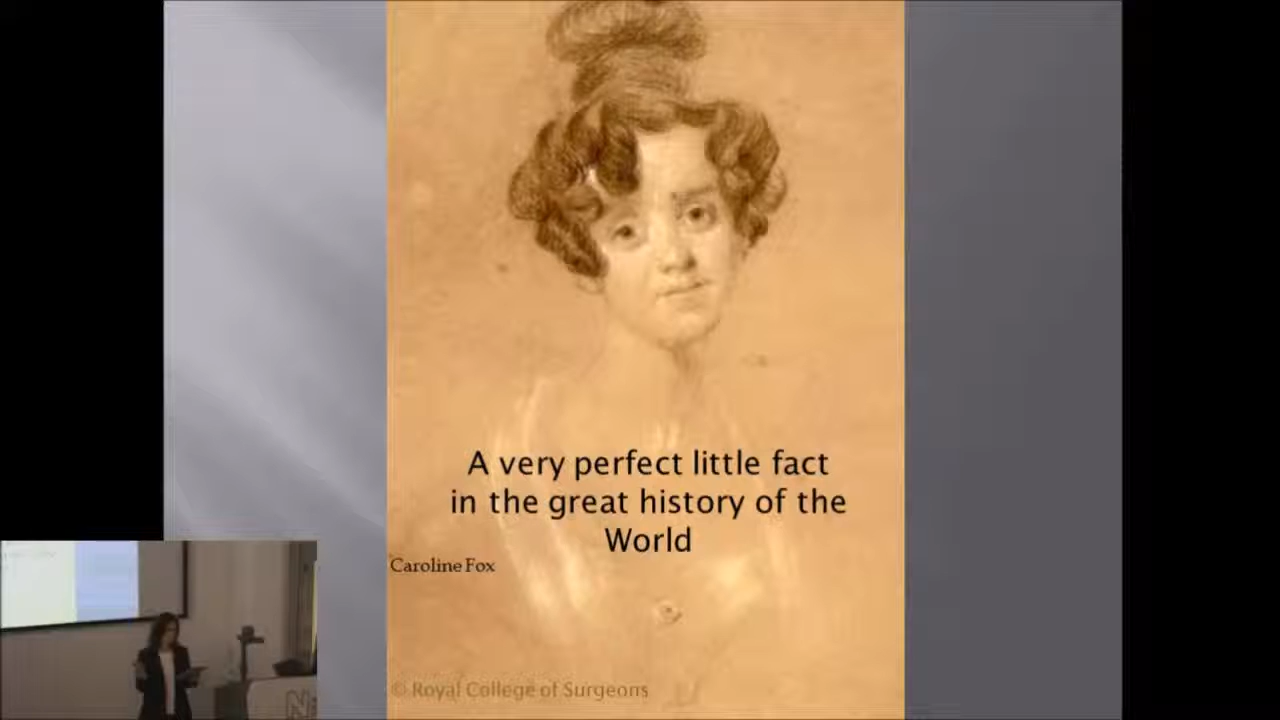 A very perfect little fact
in the great history of the
World
Caroline Fox
© Royal College of Surgeons